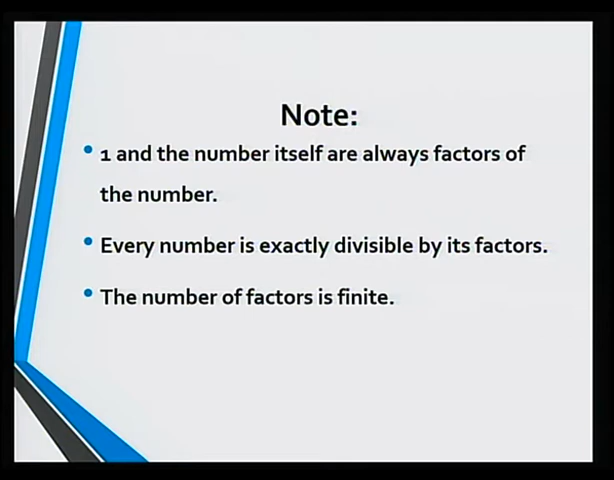 Note:
• 1 and the number itself are always factors of
the number.
• Every number is exactly divisible by its factors.
• The number of factors is finite.